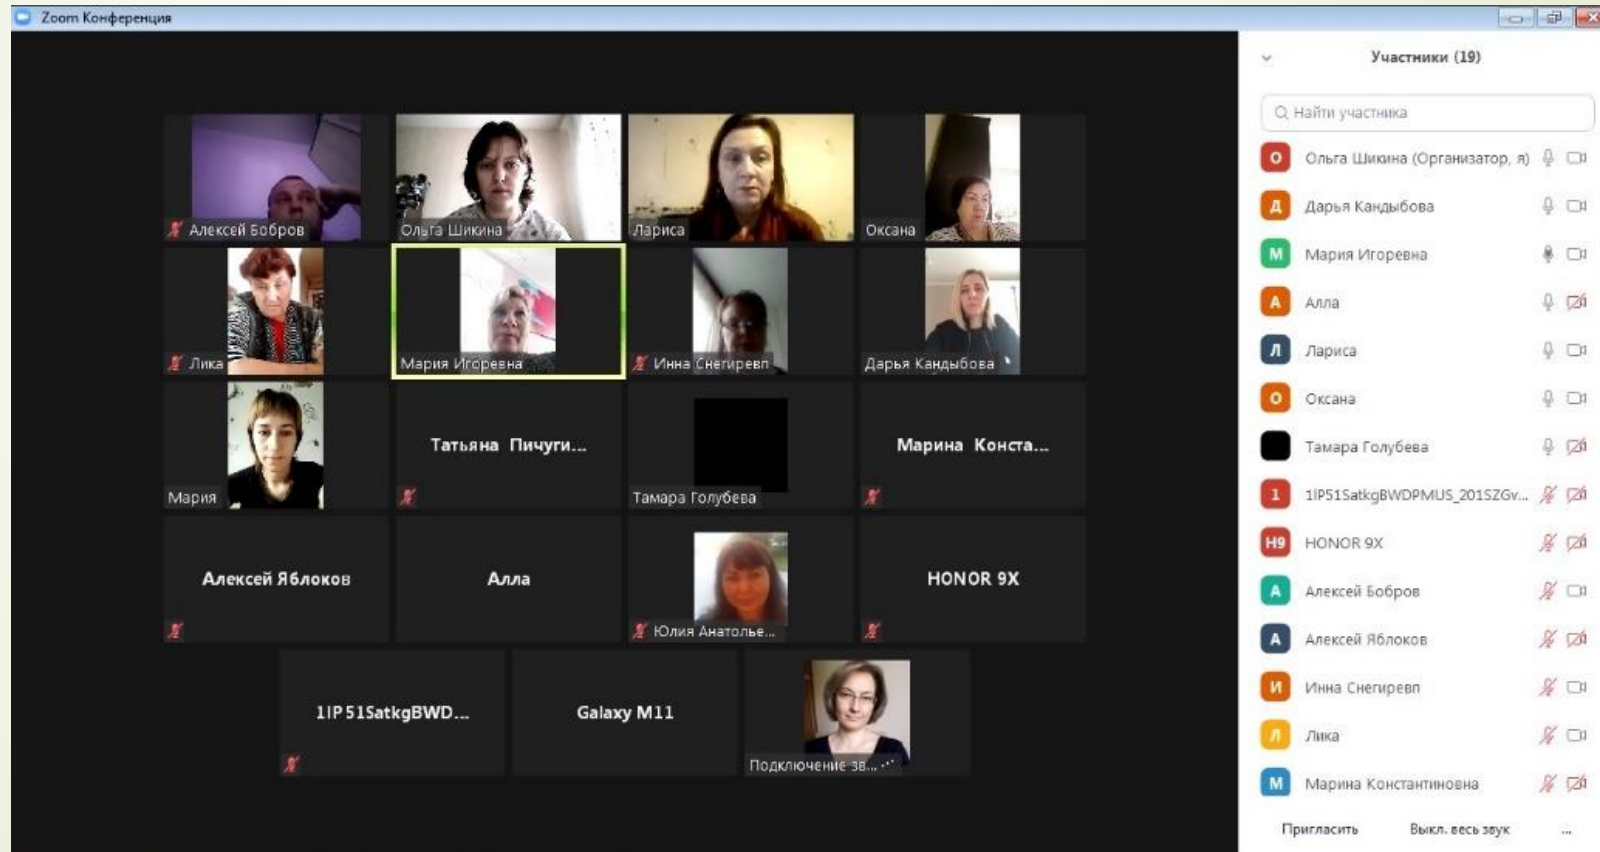 Zoom Конференция
Алексей Бобров
Ольга Шикина
Лариса
Оксана
Лика
Мария Игоревна
Инна Снегиревп
Дарья Кандыбова
Мария
Татьяна Пичуги...
Тамара Голубева
Марина Конста...
Алексей Яблоков
Алла
Юлия Анатолье...
HONOR 9X
1IP51SatkgBWD...
Galaxy M11
Подключение зв...
Участники (19)
Найти участника
О Ольга Шикина (Организатор, я)
Д Дарья Кандыбова
М Мария Игоревна
А Алла
Л Лариса
О Оксана
Тамара Голубева
1 1IP51SatkgBWDPMUS_201SZGv...
H9 HONOR 9X
А Алексей Бобров
А Алексей Яблоков
И Инна Снегиревп
Л Лика
М Марина Константиновна
Пригласить Выкл. весь звук ...